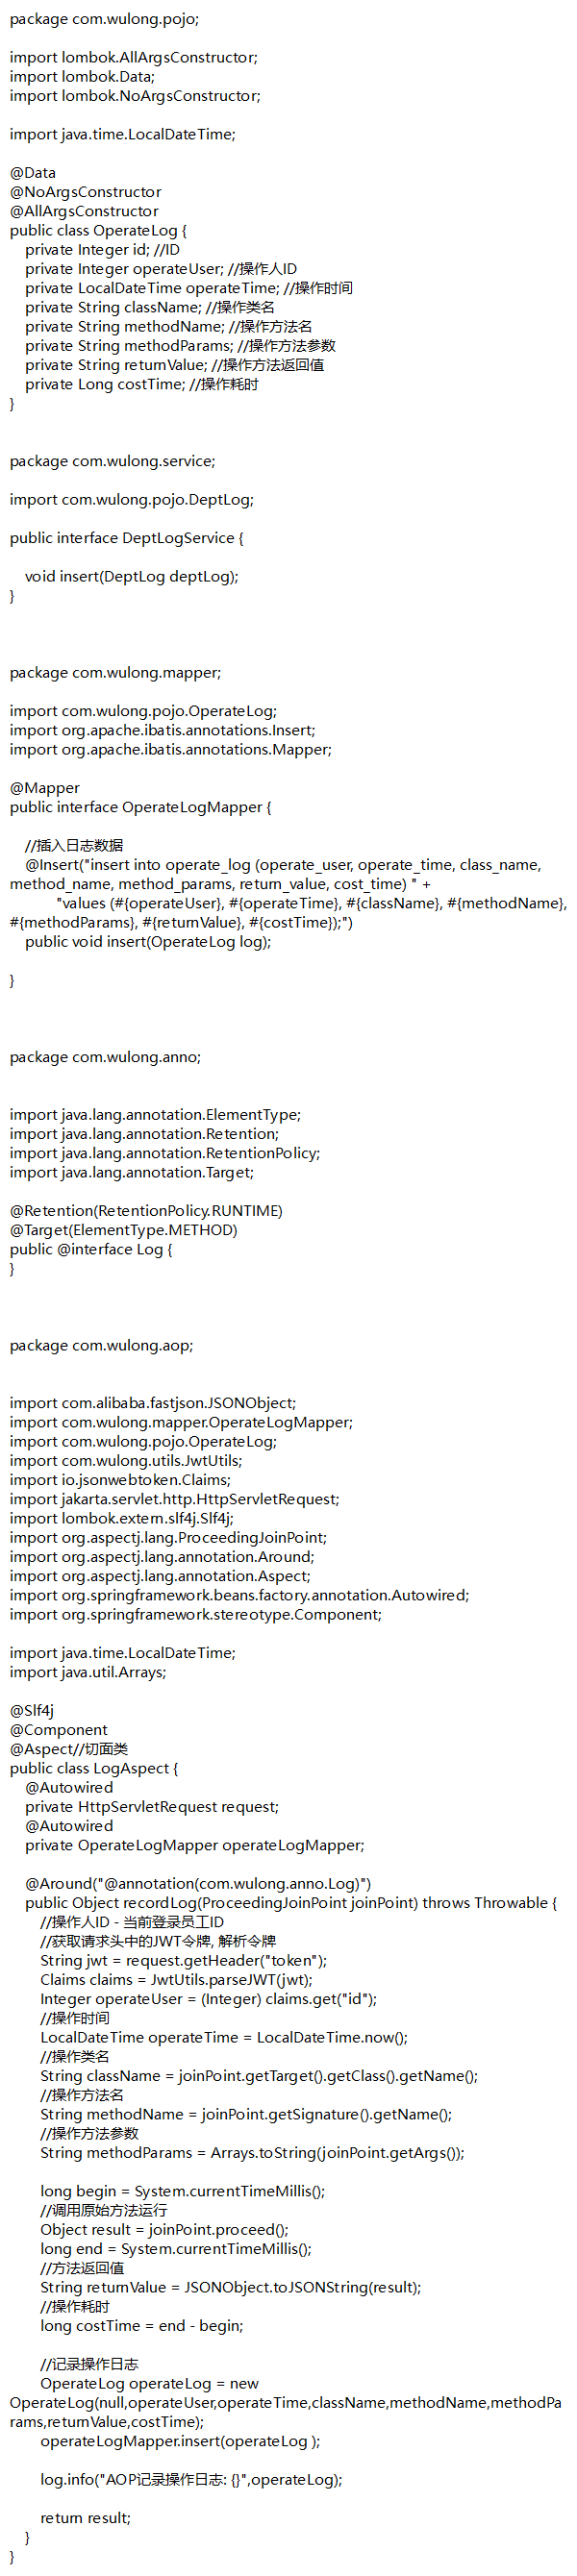 package com.wulong.pojo;
import lombok.AllArgsConstructor;
import lombok.Data;
import lombok.NoArgsConstructor;
import java.time.LocalDateTime;
@Data
@NoArgsConstructor
@AllArgsConstructor
public class OperateLog {
    private Integer id; //ID
    private Integer operateUser; //操作人ID
    private LocalDateTime operateTime; //操作时间
    private String className; //操作类名
    private String methodName; //操作方法名
    private String methodParams; //操作方法参数
    private String returnValue; //操作方法返回值
    private Long costTime; //操作耗时
}
package com.wulong.service;
import com.wulong.pojo.DeptLog;
public interface DeptLogService {
    void insert(DeptLog deptLog);
}
package com.wulong.mapper;
import com.wulong.pojo.OperateLog;
import org.apache.ibatis.annotations.Insert;
import org.apache.ibatis.annotations.Mapper;
@Mapper
public interface OperateLogMapper {
    //插入日志数据
    @Insert("insert into operate_log (operate_user, operate_time, class_name,
method_name, method_params, return_value, cost_time) " +
            "values (#{operateUser}, #{operateTime}, #{className}, #{methodName},
#{methodParams}, #{returnValue}, #{costTime});")
    public void insert(OperateLog log);
}
package com.wulong.anno;
import java.lang.annotation.ElementType;
import java.lang.annotation.Retention;
import java.lang.annotation.RetentionPolicy;
import java.lang.annotation.Target;
@Retention(RetentionPolicy.RUNTIME)
@Target(ElementType.METHOD)
public @interface Log {
}
package com.wulong.aop;
import com.alibaba.fastjson.JSONObject;
import com.wulong.mapper.OperateLogMapper;
import com.wulong.pojo.OperateLog;
import com.wulong.utils.JwtUtils;
import io.jsonwebtoken.Claims;
import jakarta.servlet.http.HttpServletRequest;
import lombok.extern.slf4j.Slf4j;
import org.aspectj.lang.ProceedingJoinPoint;
import org.aspectj.lang.annotation.Around;
import org.aspectj.lang.annotation.Aspect;
import org.springframework.beans.factory.annotation.Autowired;
import org.springframework.stereotype.Component;
import java.time.LocalDateTime;
import java.util.Arrays;
@Slf4j
@Component
@Aspect//切面类
public class LogAspect {
    @Autowired
    private HttpServletRequest request;
    @Autowired
    private OperateLogMapper operateLogMapper;
    @Around("@annotation(com.wulong.anno.Log)")
    public Object recordLog(ProceedingJoinPoint joinPoint) throws Throwable {
        //操作人ID - 当前登录员工ID
        //获取请求头中的JWT令牌, 解析令牌
        String jwt = request.getHeader("token");
        Claims claims = JwtUtils.parseJWT(jwt);
        Integer operateUser = (Integer) claims.get("id");
        //操作时间
        LocalDateTime operateTime = LocalDateTime.now();
        //操作类名
        String className = joinPoint.getTarget().getClass().getName();
        //操作方法名
        String methodName = joinPoint.getSignature().getName();
        //操作方法参数
        String methodParams = Arrays.toString(joinPoint.getArgs());
        long begin = System.currentTimeMillis();
        //调用原始方法运行
        Object result = joinPoint.proceed();
        long end = System.currentTimeMillis();
        //方法返回值
        String returnValue = JSONObject.toJSONString(result);
        //操作耗时
        long costTime = end - begin;
        //记录操作日志
        OperateLog operateLog = new
OperateLog(null,operateUser,operateTime,className,methodName,methodPa
rams,returnValue,costTime);
        operateLogMapper.insert(operateLog );
        log.info("AOP记录操作日志: {}",operateLog);
        return result;
    }
}